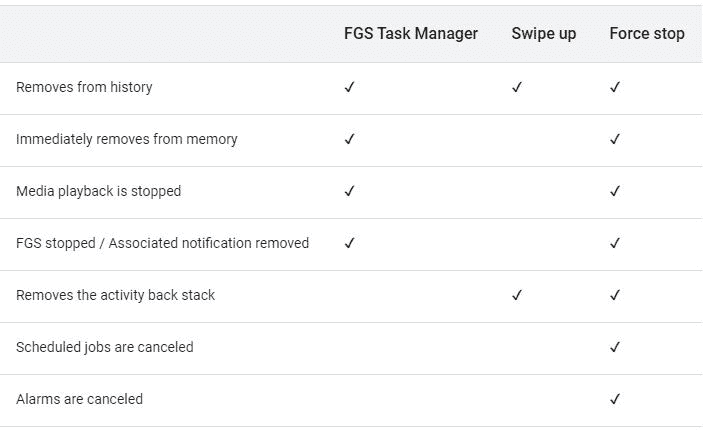 FGS Task Manager Swipe up Force stop
Removes from history ✓ ✓ ✓
Immediately removes from memory ✓ ✓
Media playback is stopped ✓ ✓
FGS stopped / Associated notification removed ✓ ✓
Removes the activity back stack ✓ ✓
Scheduled jobs are canceled ✓
Alarms are canceled ✓